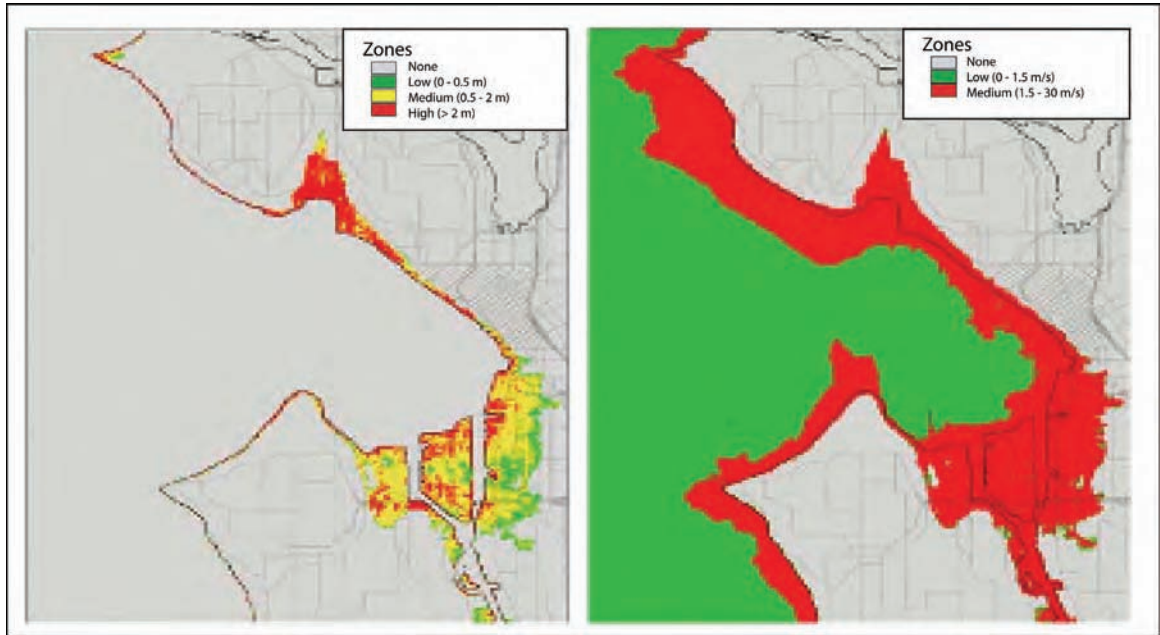 Zones
None
Low (0 - 0.5 m)
Medium (0.5 - 2 m)
High (> 2 m)
Zones
None
Low (0 - 1.5 m/s)
Medium (1.5 - 30 m/s)